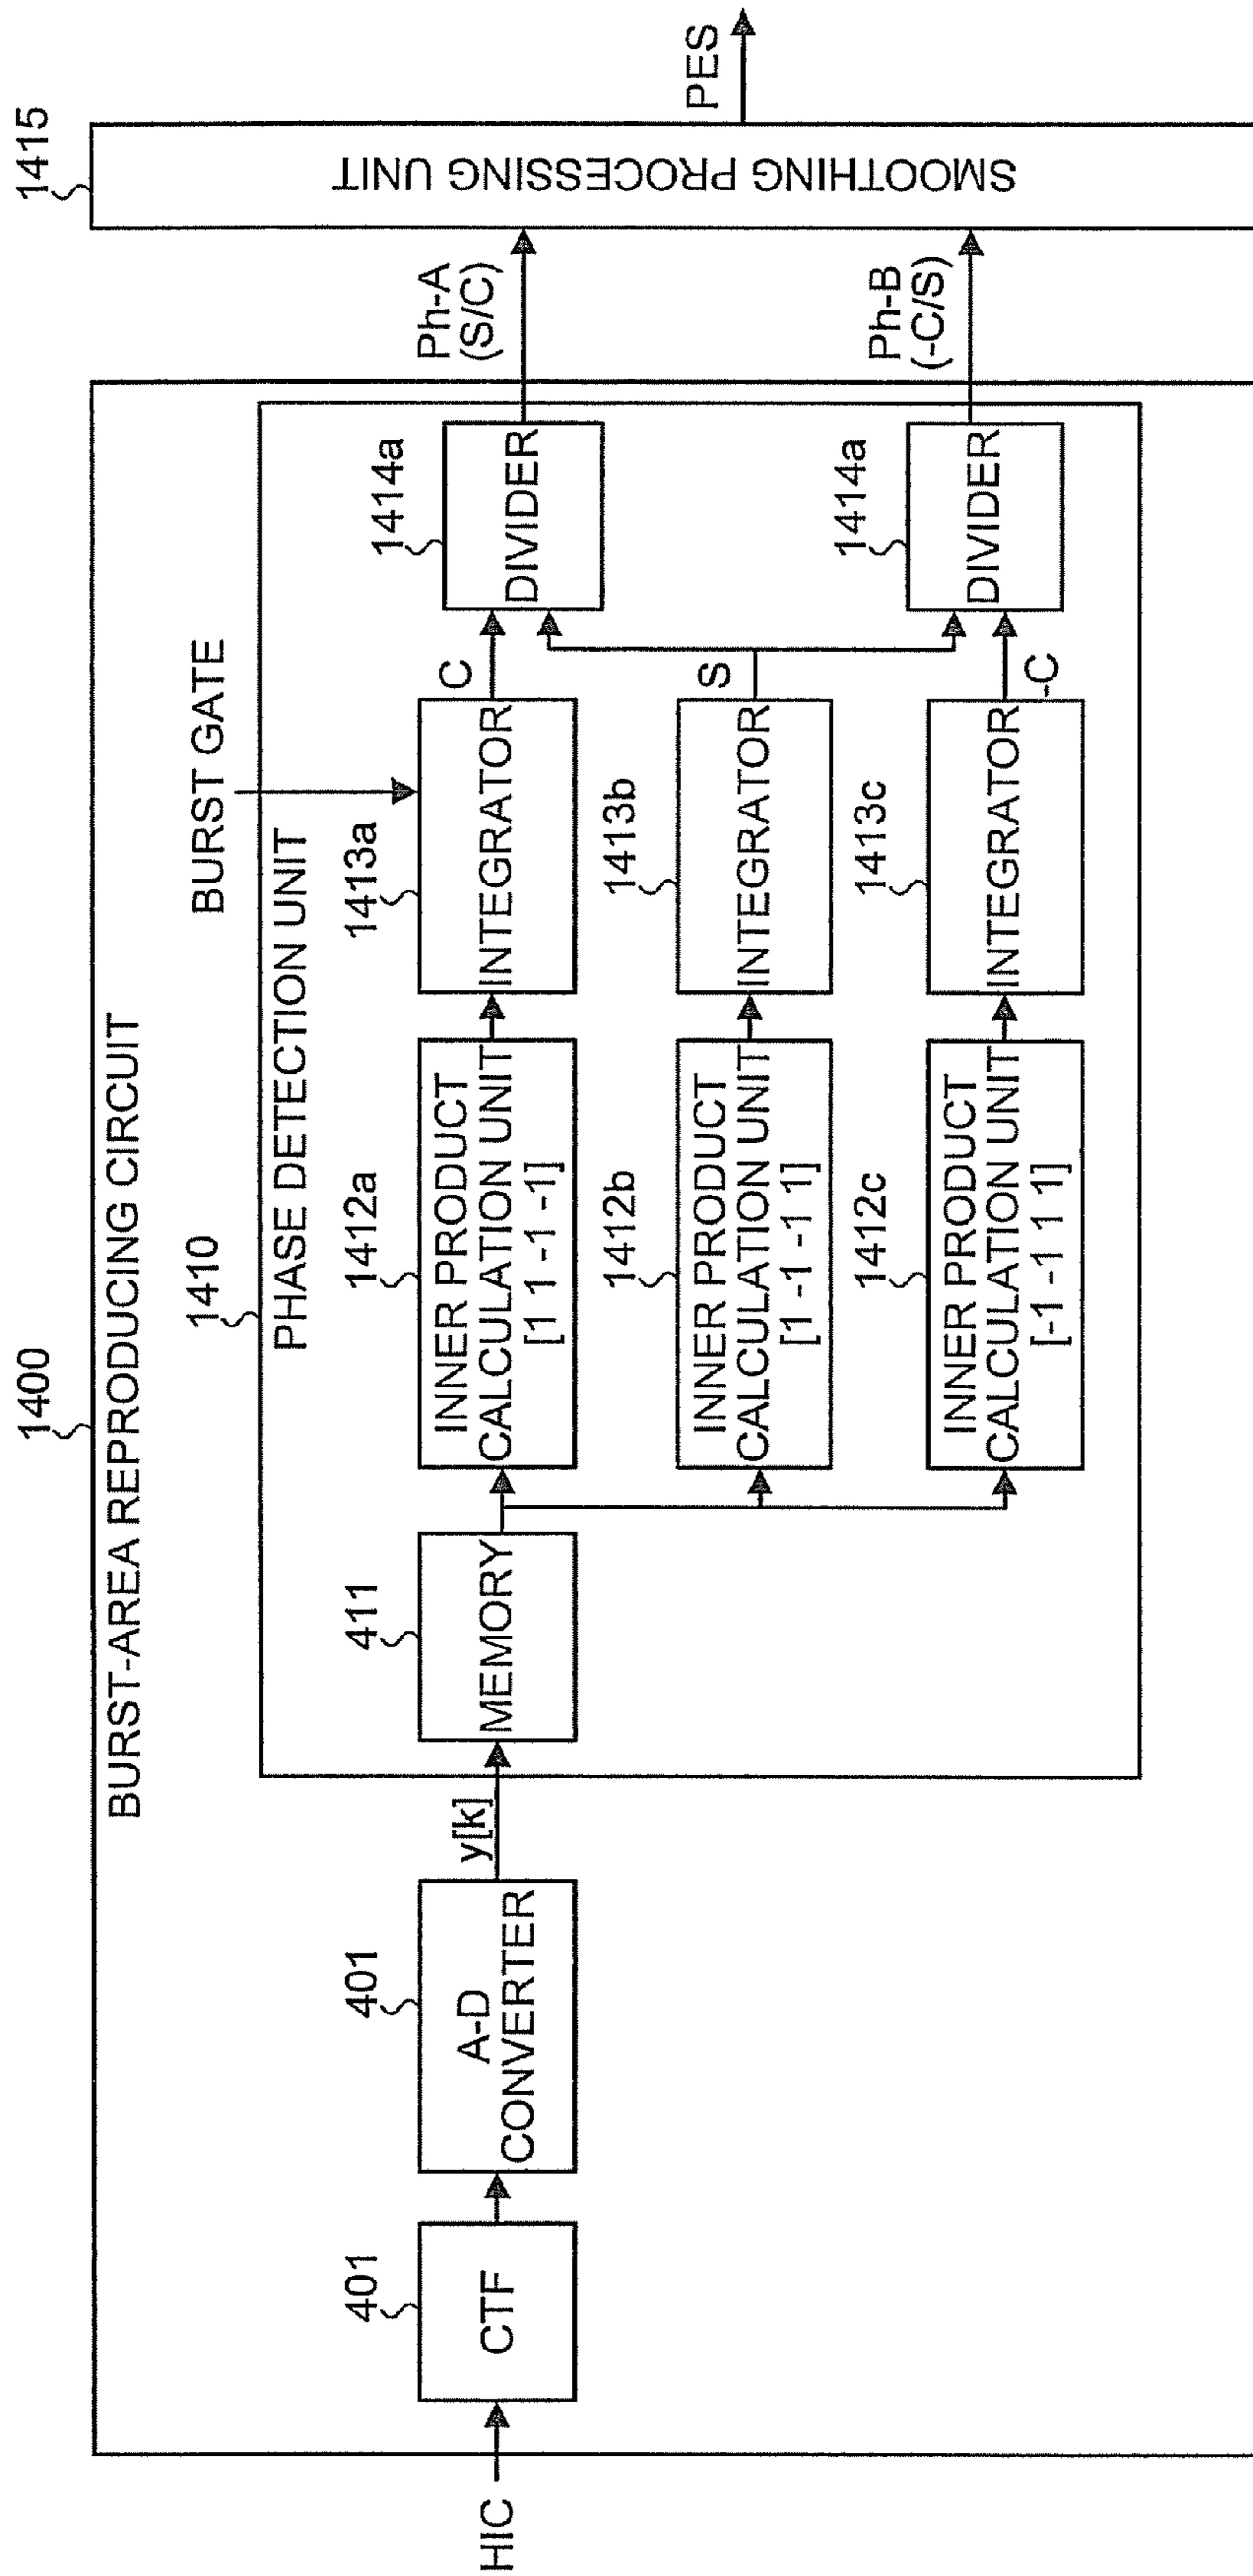 1400
BURST-AREA REPRODUCING CIRCUIT
1410
PHASE DETECTION UNIT
BURST GATE
HIC
401
CTF
401
A-D
CONVERTER
y[k]
411
MEMORY
1412a
INNER PRODUCT
CALCULATION UNIT
[1 1 -1 -1]
1413a
INTEGRATOR
C
1414a
DIVIDER
Ph-A
(S/C)
1412b
INNER PRODUCT
CALCULATION UNIT
[1 -1 -1 1]
1413b
INTEGRATOR
S
1412c
INNER PRODUCT
CALCULATION UNIT
[-1 -1 1 1]
1413c
INTEGRATOR
-C
1414a
DIVIDER
Ph-B
(-C/S)
1415
SMOOTHING PROCESSING UNIT
PES